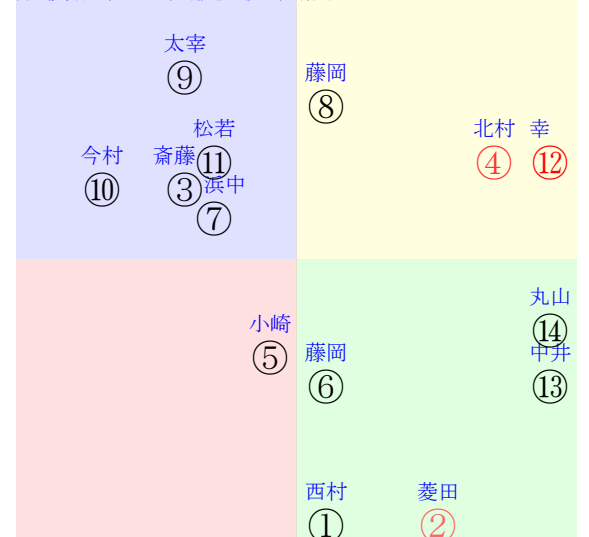 太宰
⑨
藤岡
⑧
松若
⑪
北村
④
幸
⑫
今村
⑩
斎藤
③
浜中
⑦
丸山
⑭
小崎
⑤
藤岡
⑥
中井
⑬
西村
①
菱田
②